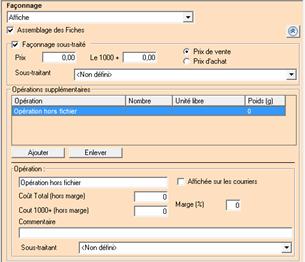 Façonnage
Affiche
Assemblage des Fiches
Façonnage sous-traité
Prix de vente
Prix 0,00 Le 1000 + 0,00
Prix d'achat
Sous-traitant <Non défini>
Opérations supplémentaires
Opération Nombre Unité libre Poids (g)
Opération hors fichier 0
Ajouter Enlever
Opération :
Opération hors fichier Affichée sur les courriers
Coût Total (hors marge)
Marge (%) 0
Cout 1000+ (hors marge)
Commentaire
Sous-traitant <Non défini>